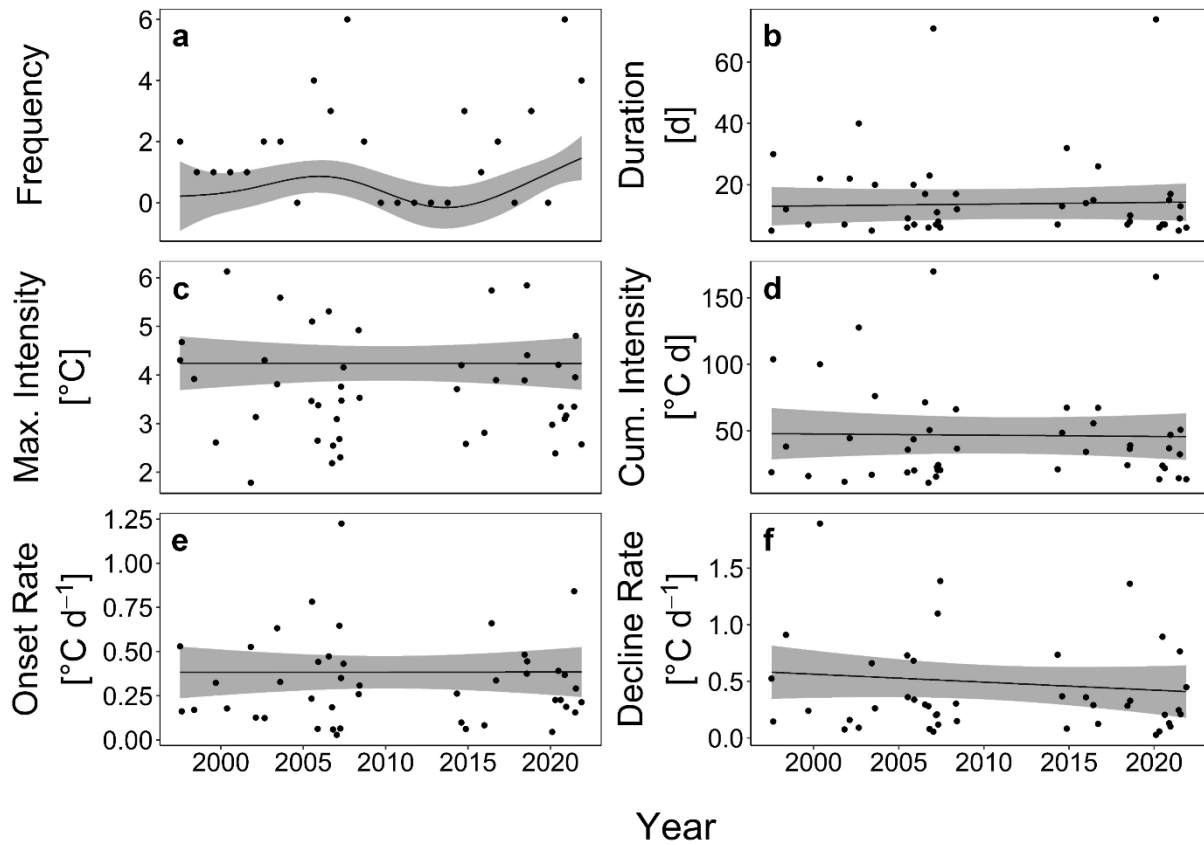 a
Frequency
6
4
2
0
b
Duration
[d]
60
40
20
0
c
Max. Intensity
[°C]
6
5
4
3
2
d
Cum. Intensity
[°C d]
150
100
50
e
Onset Rate
[°C d⁻¹]
1.25
1.00
0.75
0.50
0.25
0.00
2000 2005 2010 2015 2020
f
Decline Rate
[°C d⁻¹]
1.5
1.0
0.5
0.0
2000 2005 2010 2015 2020
Year